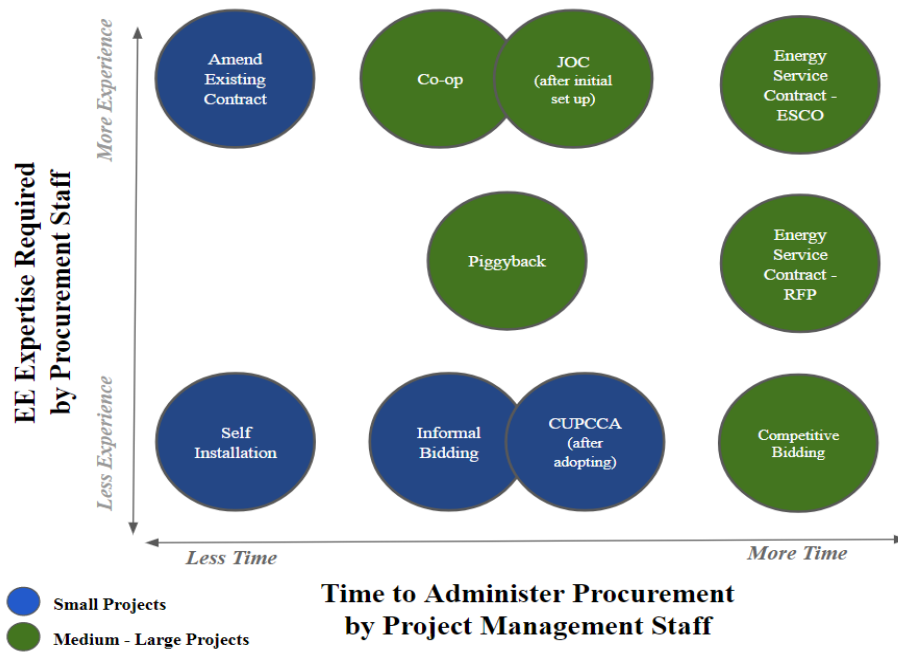 More Experience
Less Experience
EE Expertise Required
by Procurement Staff
Amend
Existing
Contract
Co-op
JOC
(after initial
set up)
Energy
Service
Contract -
ESCO
Piggyback
Energy
Service
Contract -
RFP
Self
Installation
Informal
Bidding
CUPCCA
(after
adopting)
Competitive
Bidding
Less Time
More Time
Time to Administer Procurement
by Project Management Staff
Small Projects
Medium - Large Projects